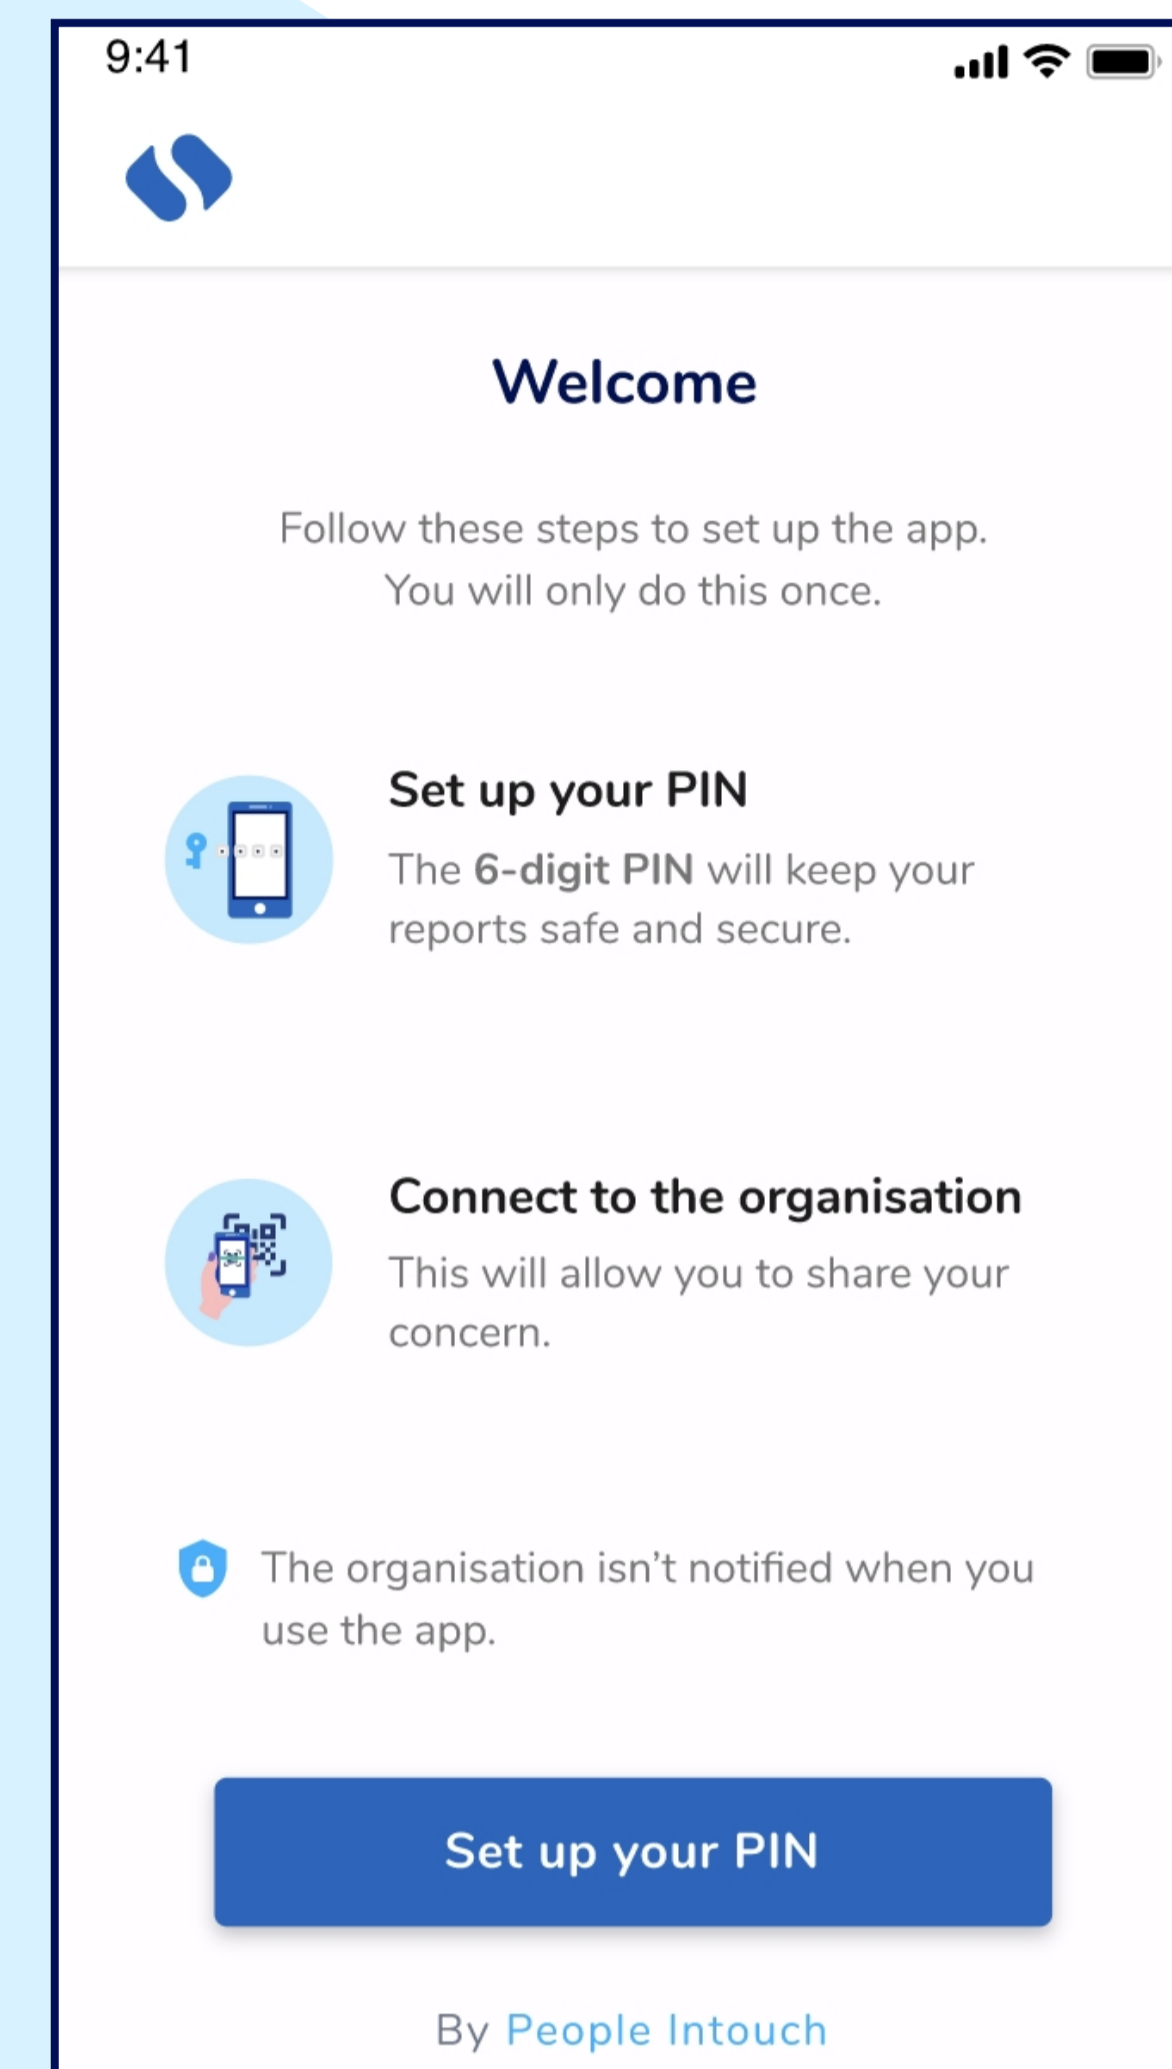 9:41
Welcome
Follow these steps to set up the app.
You will only do this once.
Set up your PIN
The 6-digit PIN will keep your
reports safe and secure.
Connect to the organisation
This will allow you to share your
concern.
The organisation isn’t notified when you
use the app.
Set up your PIN
By People Intouch